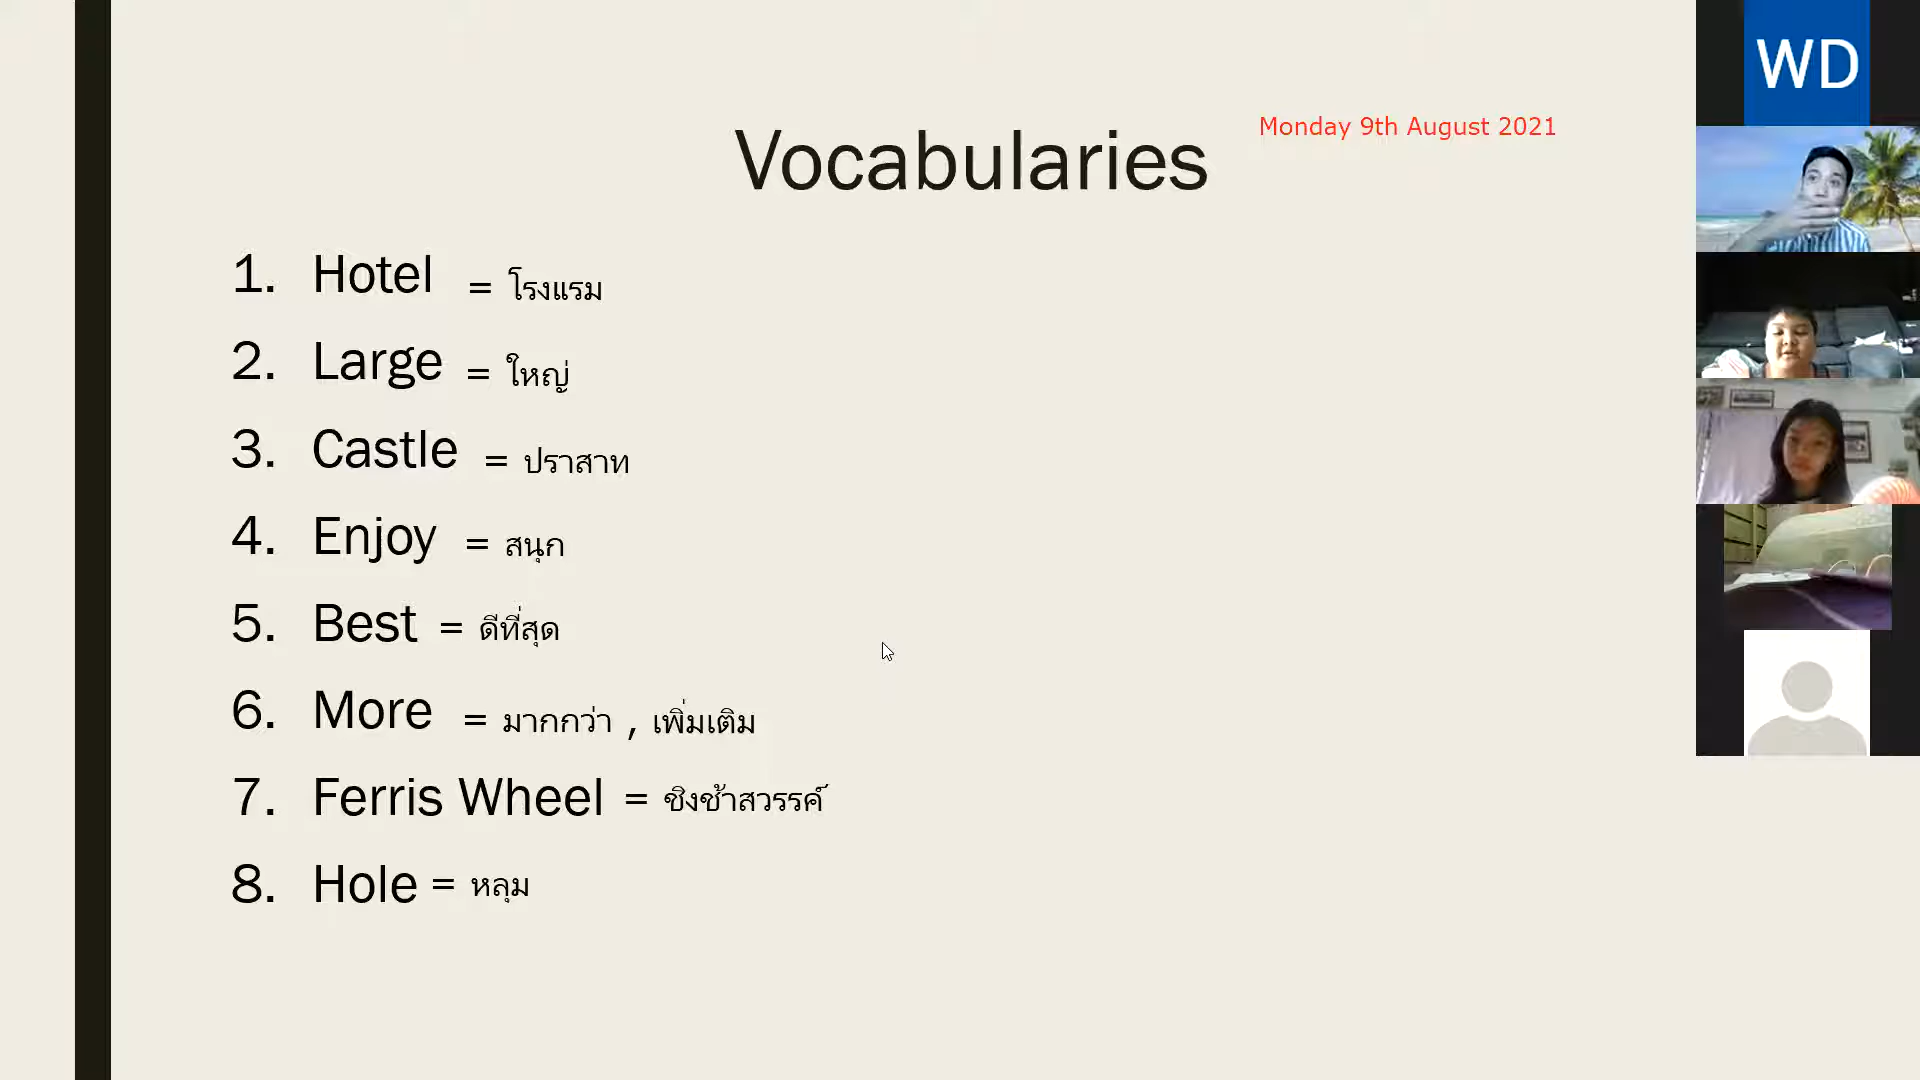 WD
Monday 9th August 2021
Vocabularies
1. Hotel = โรงแรม
2. Large = ใหญ่
3. Castle = ปราสาท
4. Enjoy = สนุก
5. Best = ดีที่สุด
6. More = มากกว่า , เพิ่มเติม
7. Ferris Wheel = ชิงช้าสวรรค์
8. Hole = หลุม